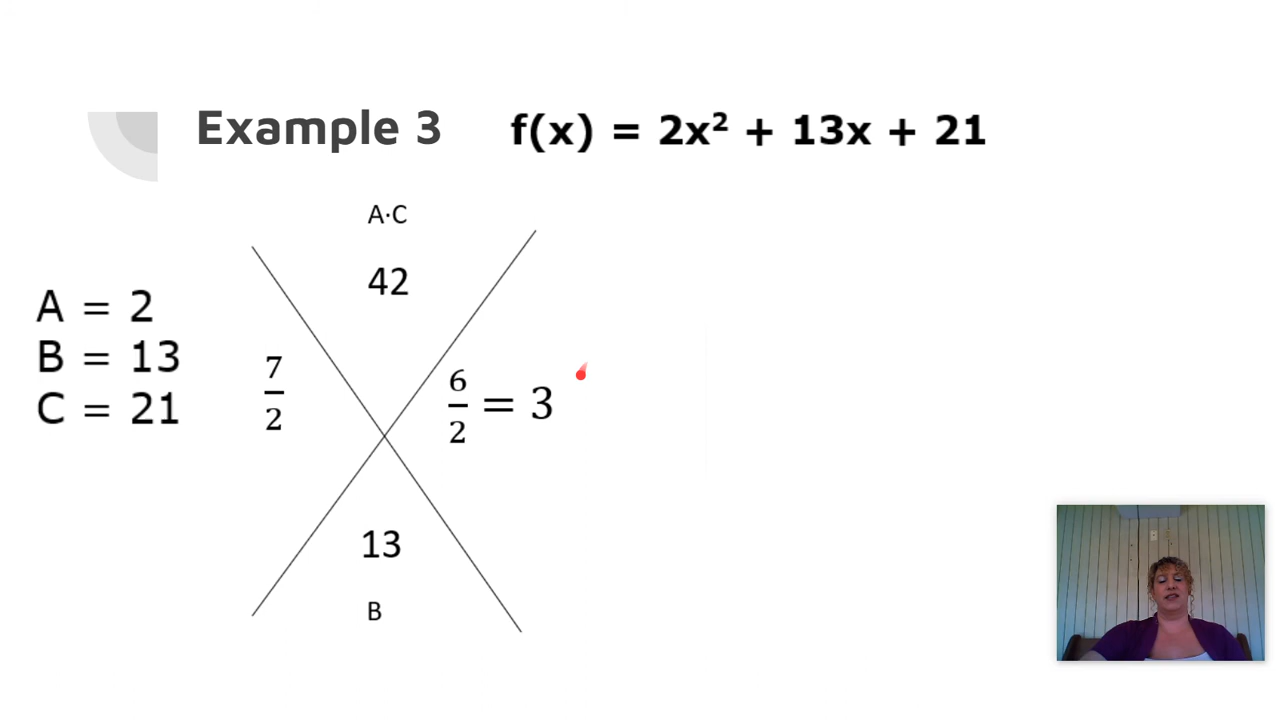 Example 3
f(x) = 2x² + 13x + 21
A·C
42
A = 2
B = 13
C = 21
7/2
6/2 = 3
13
B